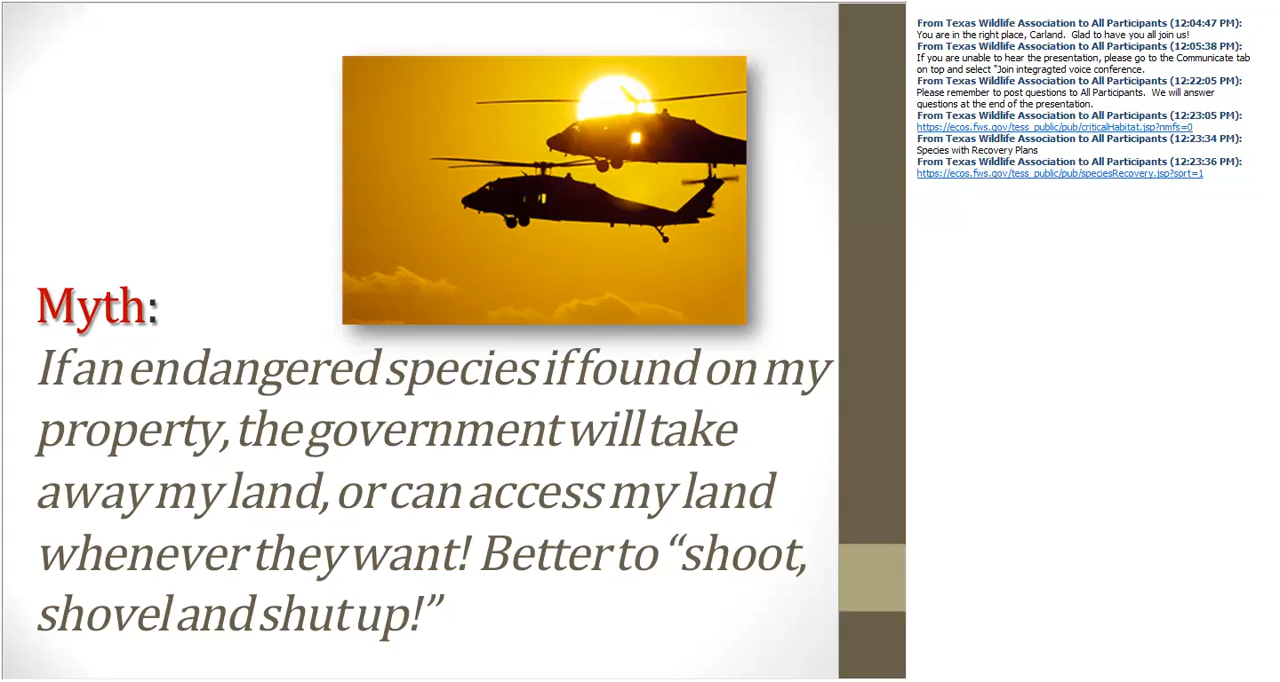 Myth:
If an endangered species if found on my
property, the government will take
away my land, or can access my land
whenever they want! Better to “shoot,
shovel and shut up!”
From Texas Wildlife Association to All Participants (12:04:47 PM):
You are in the right place, Carland. Glad to have you all join us!
From Texas Wildlife Association to All Participants (12:05:38 PM):
If you are unable to hear the presentation, please go to the Communicate tab
on top and select "Join integragted voice conference.
From Texas Wildlife Association to All Participants (12:22:05 PM):
Please remember to post questions to All Participants. We will answer
questions at the end of the presentation.
From Texas Wildlife Association to All Participants (12:23:05 PM):
https://ecos.fws.gov/tess_public/pub/criticalHabitat.jsp?nmfs=0
From Texas Wildlife Association to All Participants (12:23:34 PM):
Species with Recovery Plans
From Texas Wildlife Association to All Participants (12:23:36 PM):
https://ecos.fws.gov/tess_public/pub/speciesRecovery.jsp?sort=1